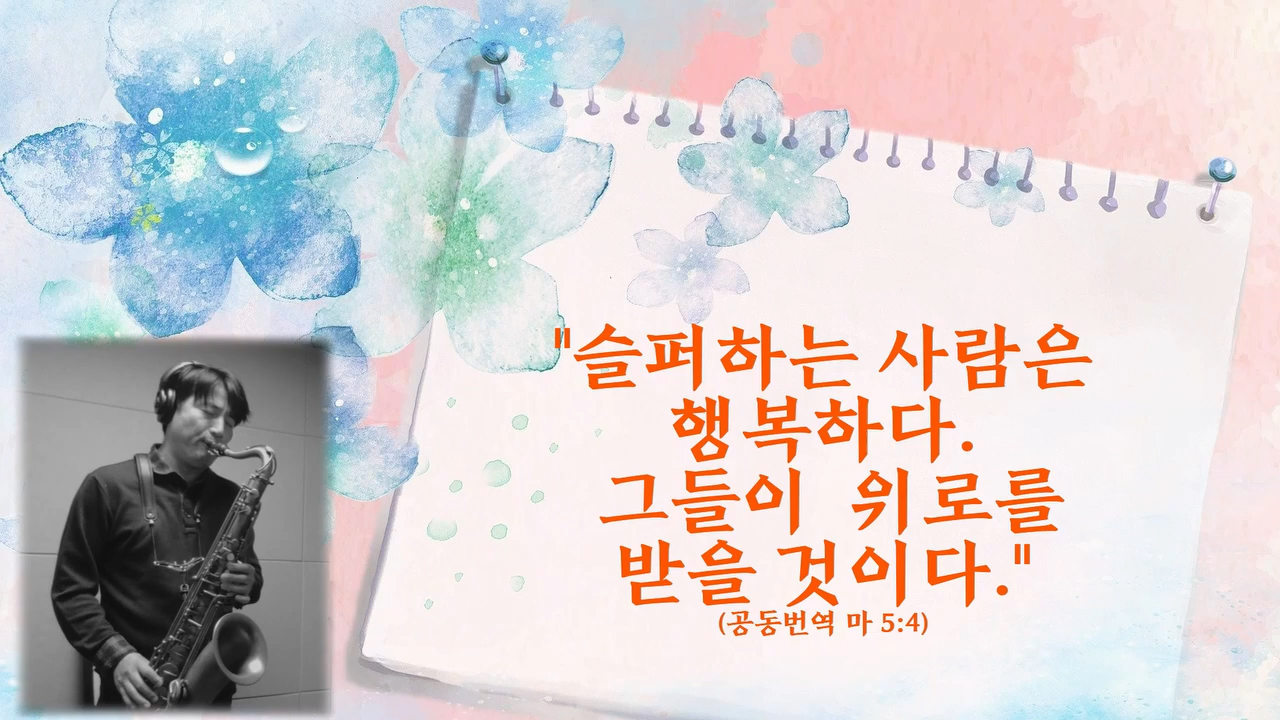 "슬퍼하는 사람은
행복하다.
그들이 위로를
받을 것이다."
(공동번역 마 5:4)